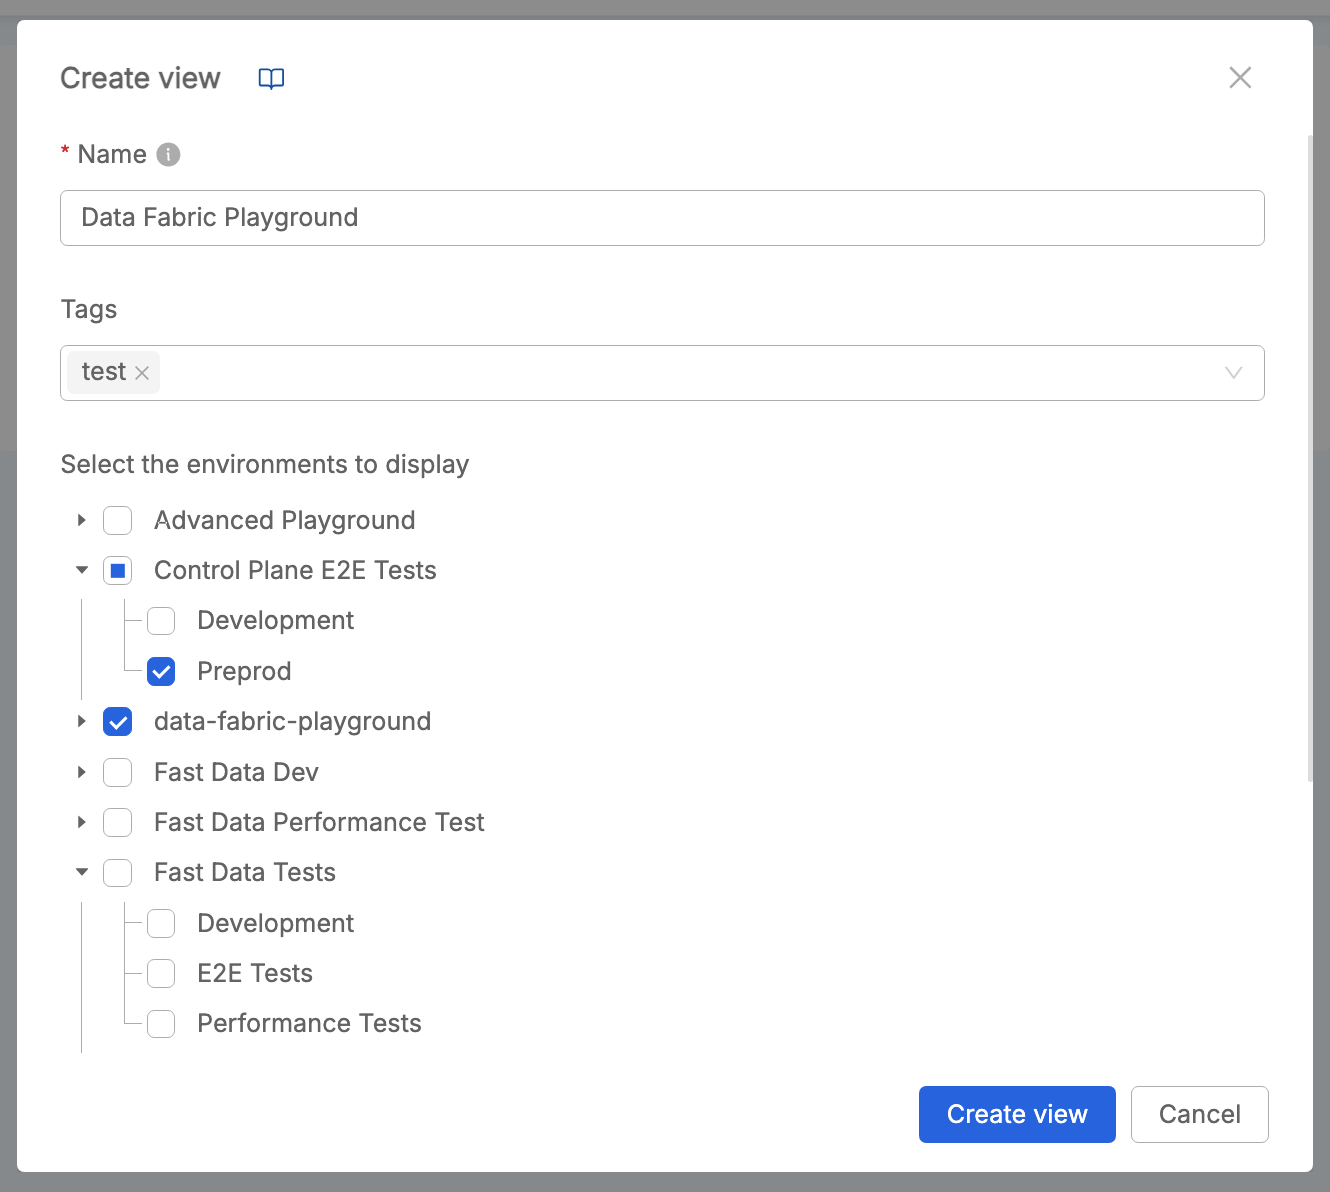 Create view
* Name
Data Fabric Playground
Tags
test
Select the environments to display
Advanced Playground
Control Plane E2E Tests
Development
Preprod
data-fabric-playground
Fast Data Dev
Fast Data Performance Test
Fast Data Tests
Development
E2E Tests
Performance Tests
Create view
Cancel